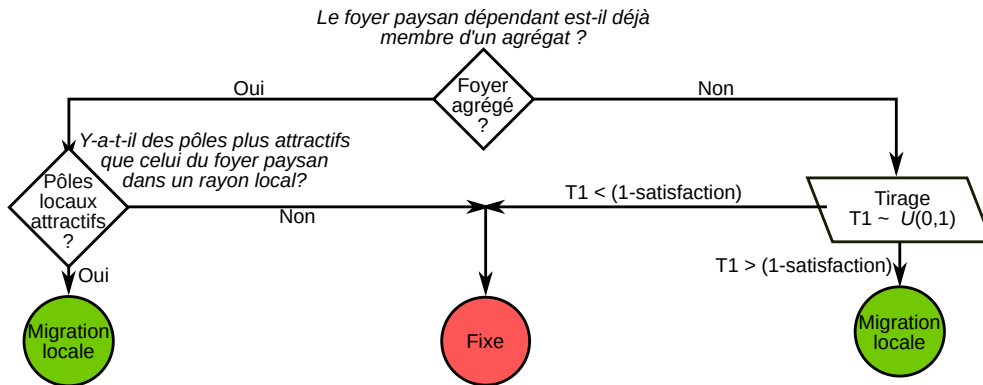 Le foyer paysan dépendant est-il déjà
membre d'un agrégat ?
Oui
Foyer
agrégé
?
Non
Y-a-t-il des pôles plus attractifs
que celui du foyer paysan
dans un rayon local?
Pôles
locaux
attractifs
?
Non
T1 < (1-satisfaction)
Tirage
T1 ~ U(0,1)
Oui
T1 > (1-satisfaction)
Migration
locale
Fixe
Migration
locale